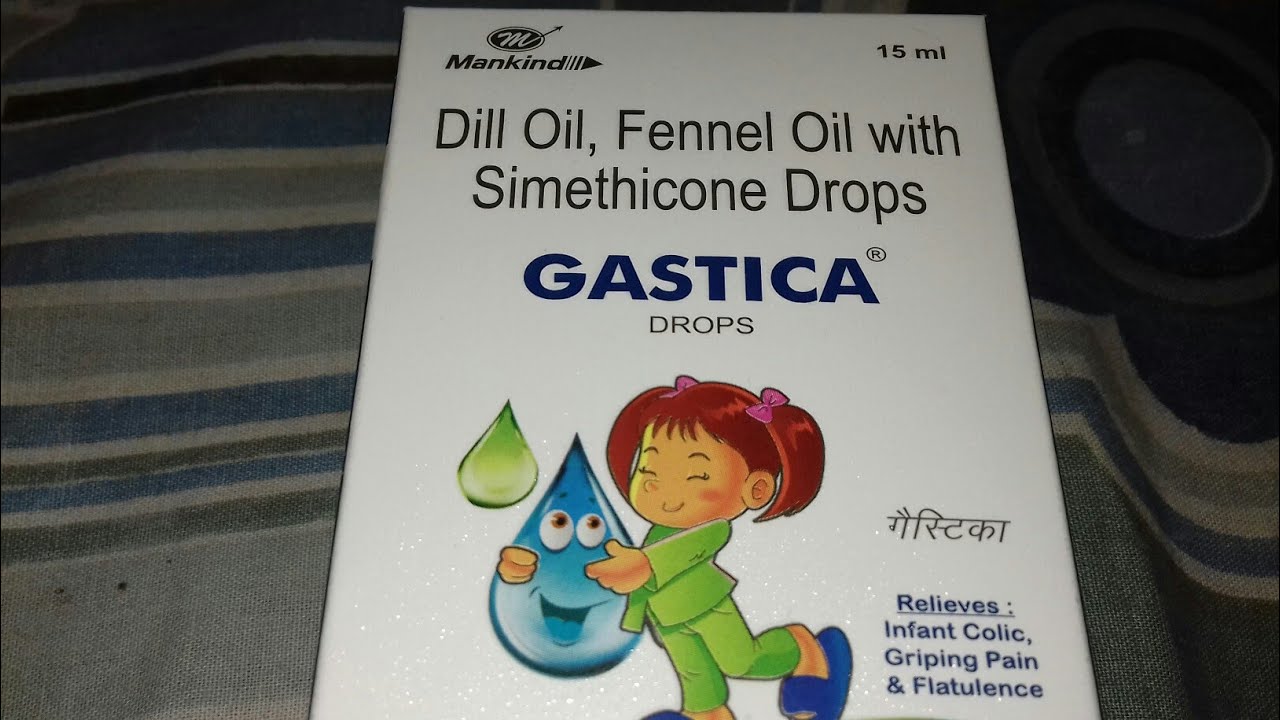 Mankind
15 ml
Dill Oil, Fennel Oil with
Simethicone Drops
GASTICA®
DROPS
गैस्टिका
Relieves :
Infant Colic,
Griping Pain
& Flatulence